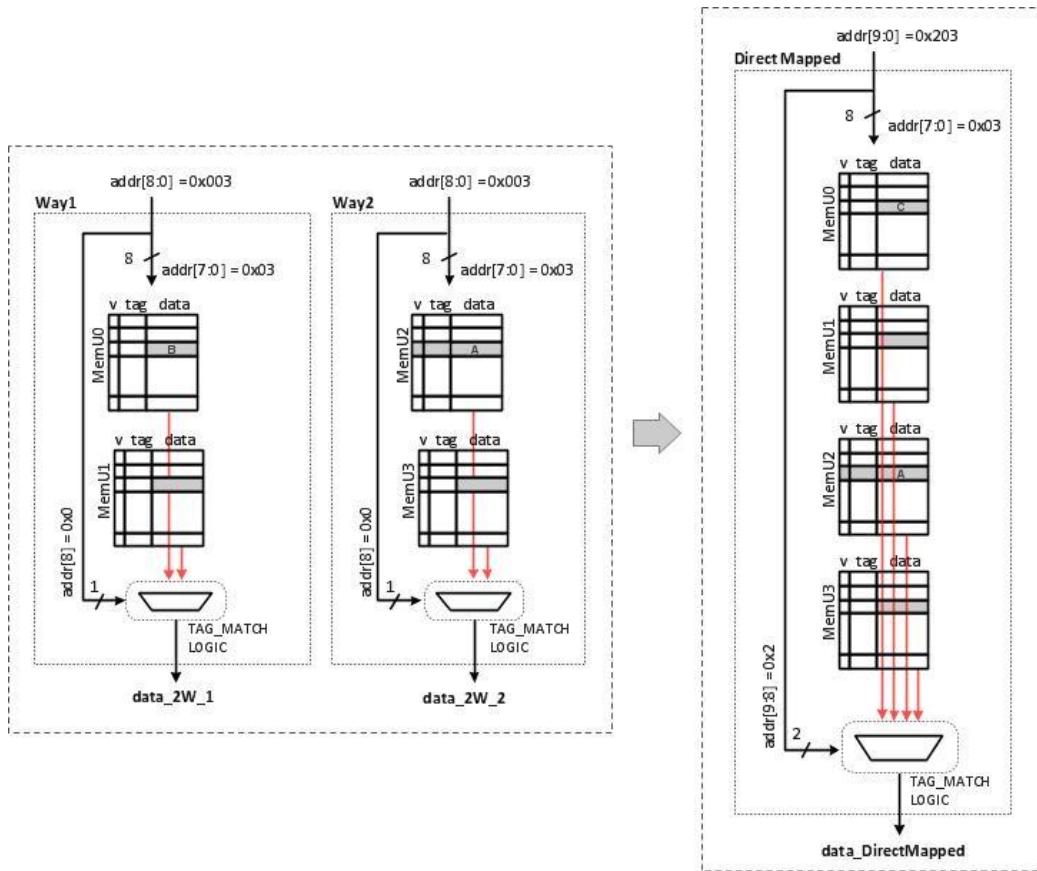 addr[8:0] = 0x003
Way1
8
addr[7:0] = 0x03
v tag data
MemU0
B
v tag data
MemU1
addr[8] = 0x0
1
TAG_MATCH
LOGIC
data_2W_1
addr[8:0] = 0x003
Way2
8
addr[7:0] = 0x03
v tag data
MemU2
A
v tag data
MemU3
addr[8] = 0x0
1
TAG_MATCH
LOGIC
data_2W_2
addr[9:0] = 0x203
Direct Mapped
8
addr[7:0] = 0x03
v tag data
MemU0
C
v tag data
MemU1
v tag data
MemU2
A
v tag data
MemU3
addr[9:8] = 0x2
2
TAG_MATCH
LOGIC
data_DirectMapped